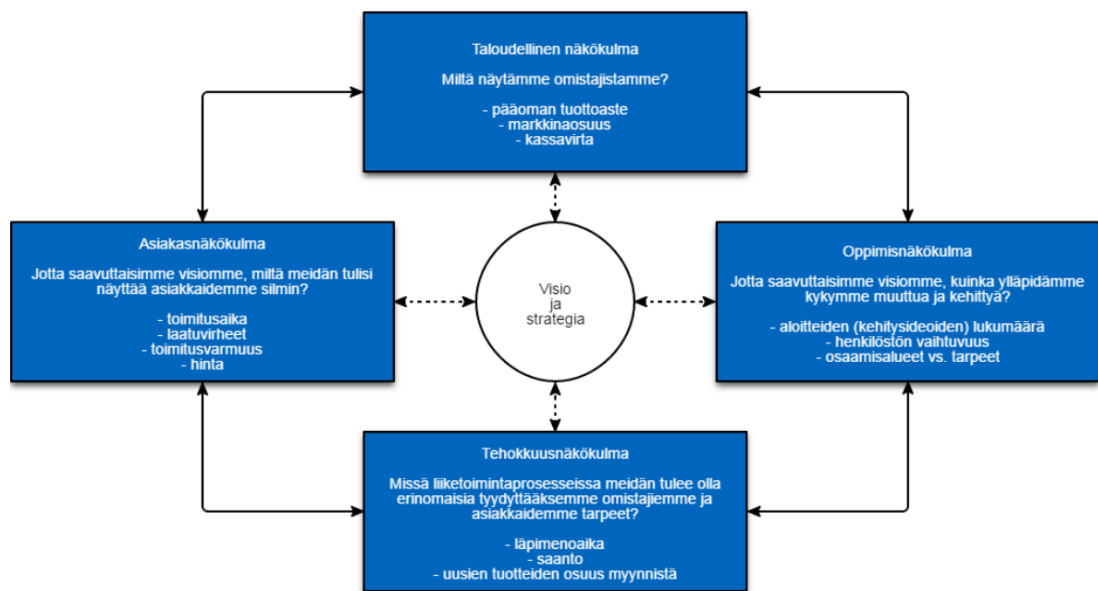 Taloudellinen näkökulma
Miltä näytämme omistajistamme?
- pääoman tuottoaste
- markkinaosuus
- kassavirta
Asiakasnäkökulma
Jotta saavuttaisimme visiomme, miltä meidän tulisi
näyttää asiakkaidemme silmin?
- toimitusaika
- laatuvirheet
- toimitusvarmuus
- hinta
Visio
ja
strategia
Oppimisnäkökulma
Jotta saavuttaisimme visiomme, kuinka ylläpidämme
kykymme muuttua ja kehittyä?
- aloitteiden (kehitysideoiden) lukumäärä
- henkilöstön vaihtuvuus
- osaamisalueet vs. tarpeet
Tehokkuusnäkökulma
Missä liiketoimintaprosesseissa meidän tulee olla
erinomaisia tyydyttääksemme omistajiemme ja
asiakkaidemme tarpeet?
- läpimenoaika
- saanto
- uusien tuotteiden osuus myynnistä